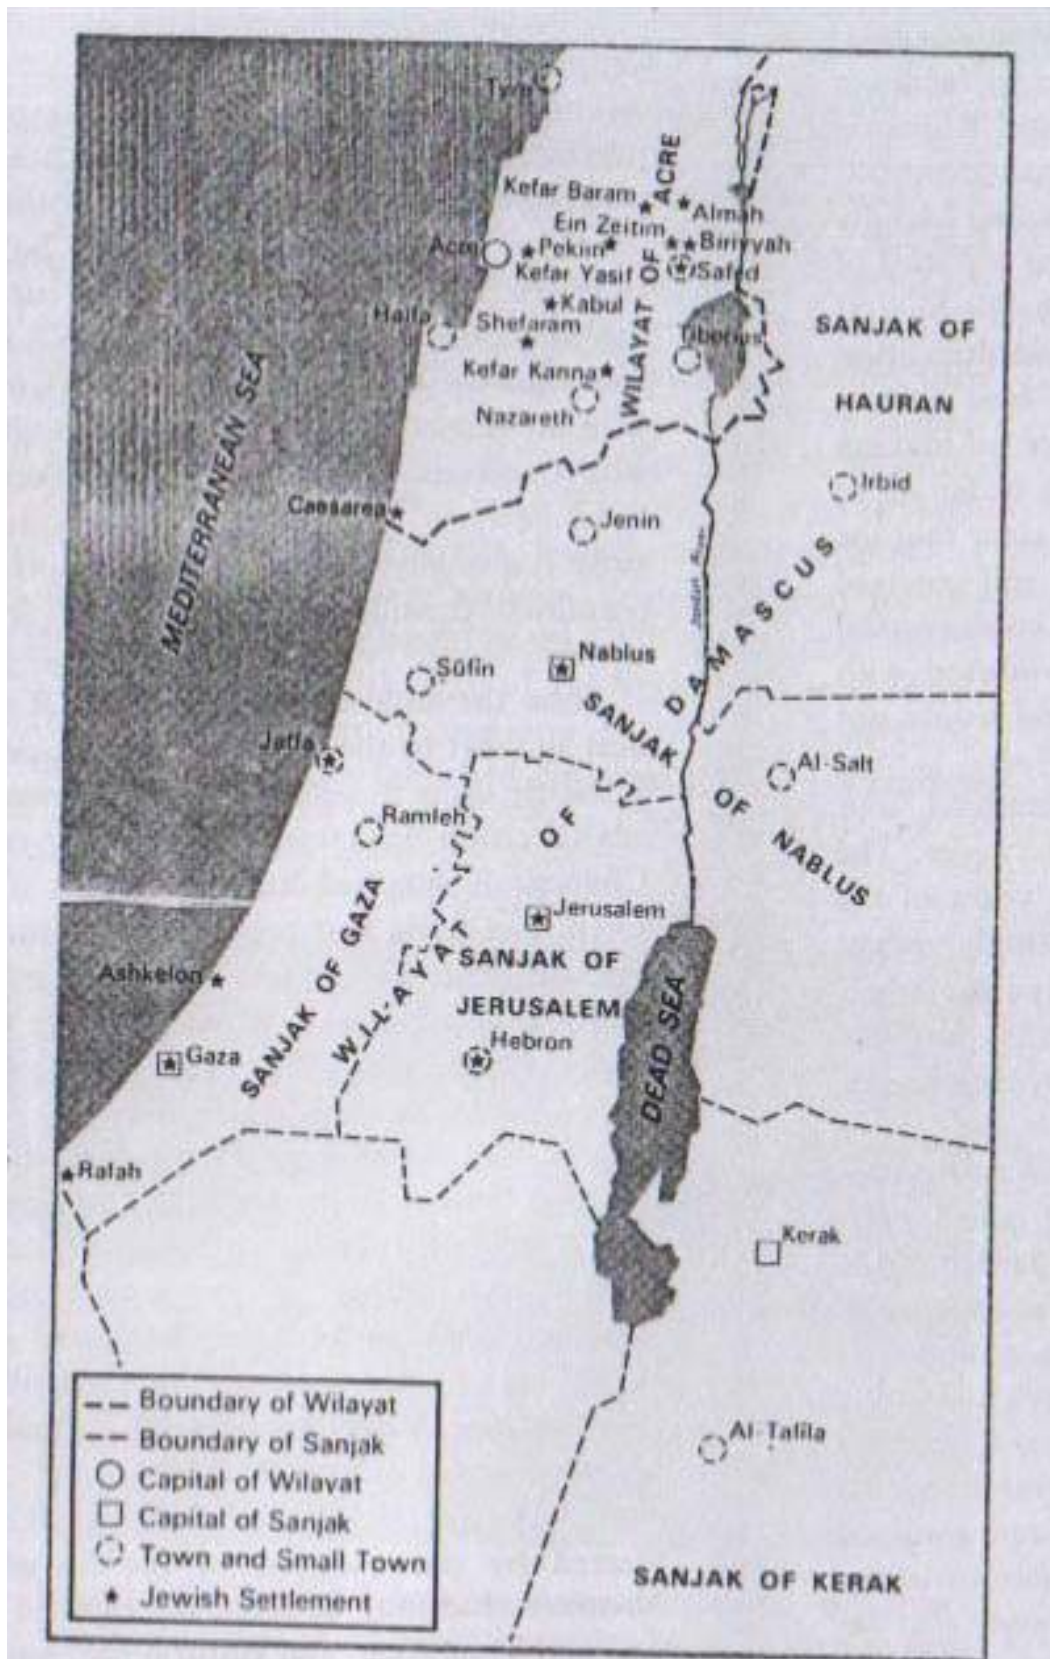 Tyre
ACRE
Kefar Baram
Almah
Ein Zeitim
Biriyyah
Acre
Pekiin
Kefar Yasif
Safed
WILAYAT OF
Kabul
Haifa
Shefaram
Tiberias
SANJAK OF
HAURAN
Kefar Kanna
Nazareth
MEDITERRANEAN SEA
Irbid
Caesarea
Jenin
Jordan River
DAMASCUS
Nablus
Sūfin
SANJAK
OF
NABLUS
Jaffa
Al-Salt
Ramleh
OF
SANJAK OF GAZA
WILAYAT
Jerusalem
SANJAK OF
JERUSALEM
Ashkelon
Hebron
Gaza
DEAD SEA
Rafah
Kerak
Boundary of Wilayat
Boundary of Sanjak
Capital of Wilayat
Capital of Sanjak
Town and Small Town
Jewish Settlement
Al-Tafila
SANJAK OF KERAK